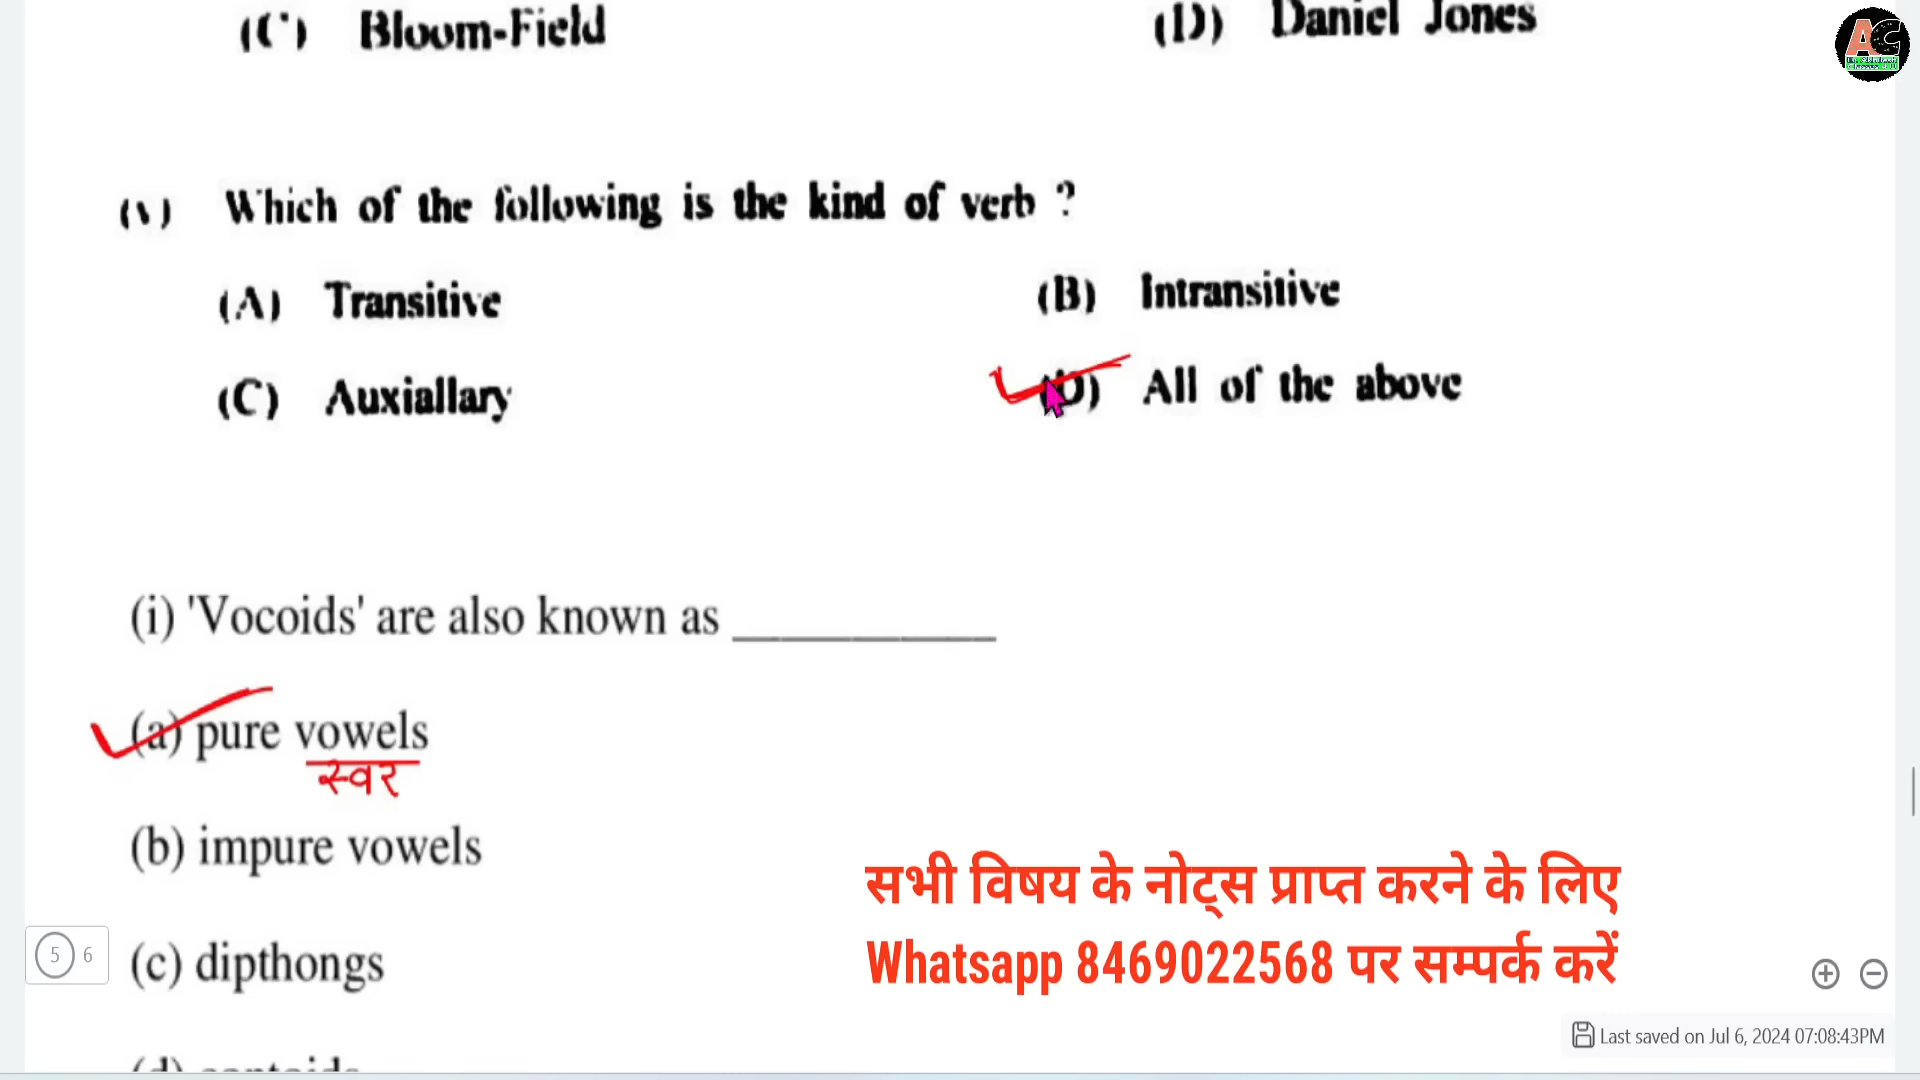 (C) Bloom-Field (D) Daniel Jones
(v) Which of the following is the kind of verb ?
(A) Transitive (B) Intransitive
(C) Auxiallary (D) All of the above
(i) 'Vocoids' are also known as ___________
(a) pure vowels
स्वर
(b) impure vowels
(c) dipthongs
सभी विषय के नोट्स प्राप्त करने के लिए
Whatsapp 8469022568 पर सम्पर्क करें
5 6
Last saved on Jul 6, 2024 07:08:43PM
AC